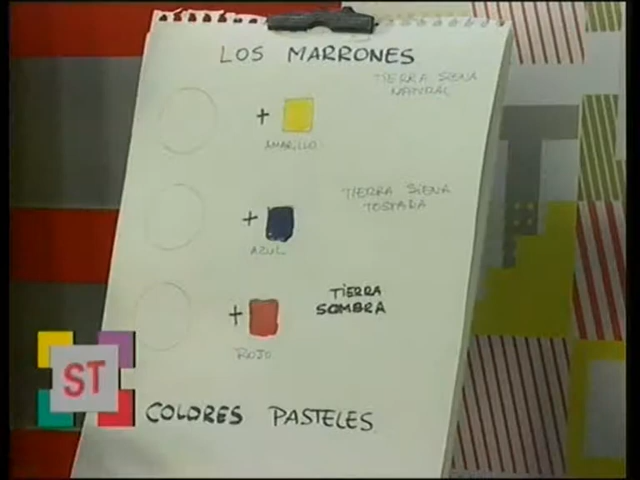 LOS MARRONES
TIERRA SIENA
NATURAL
+
AMARILLO
TIERRA SIENA
TOSTADA
+
AZUL
TIERRA
SOMBRA
+
ROJO
ST
COLORES PASTELES